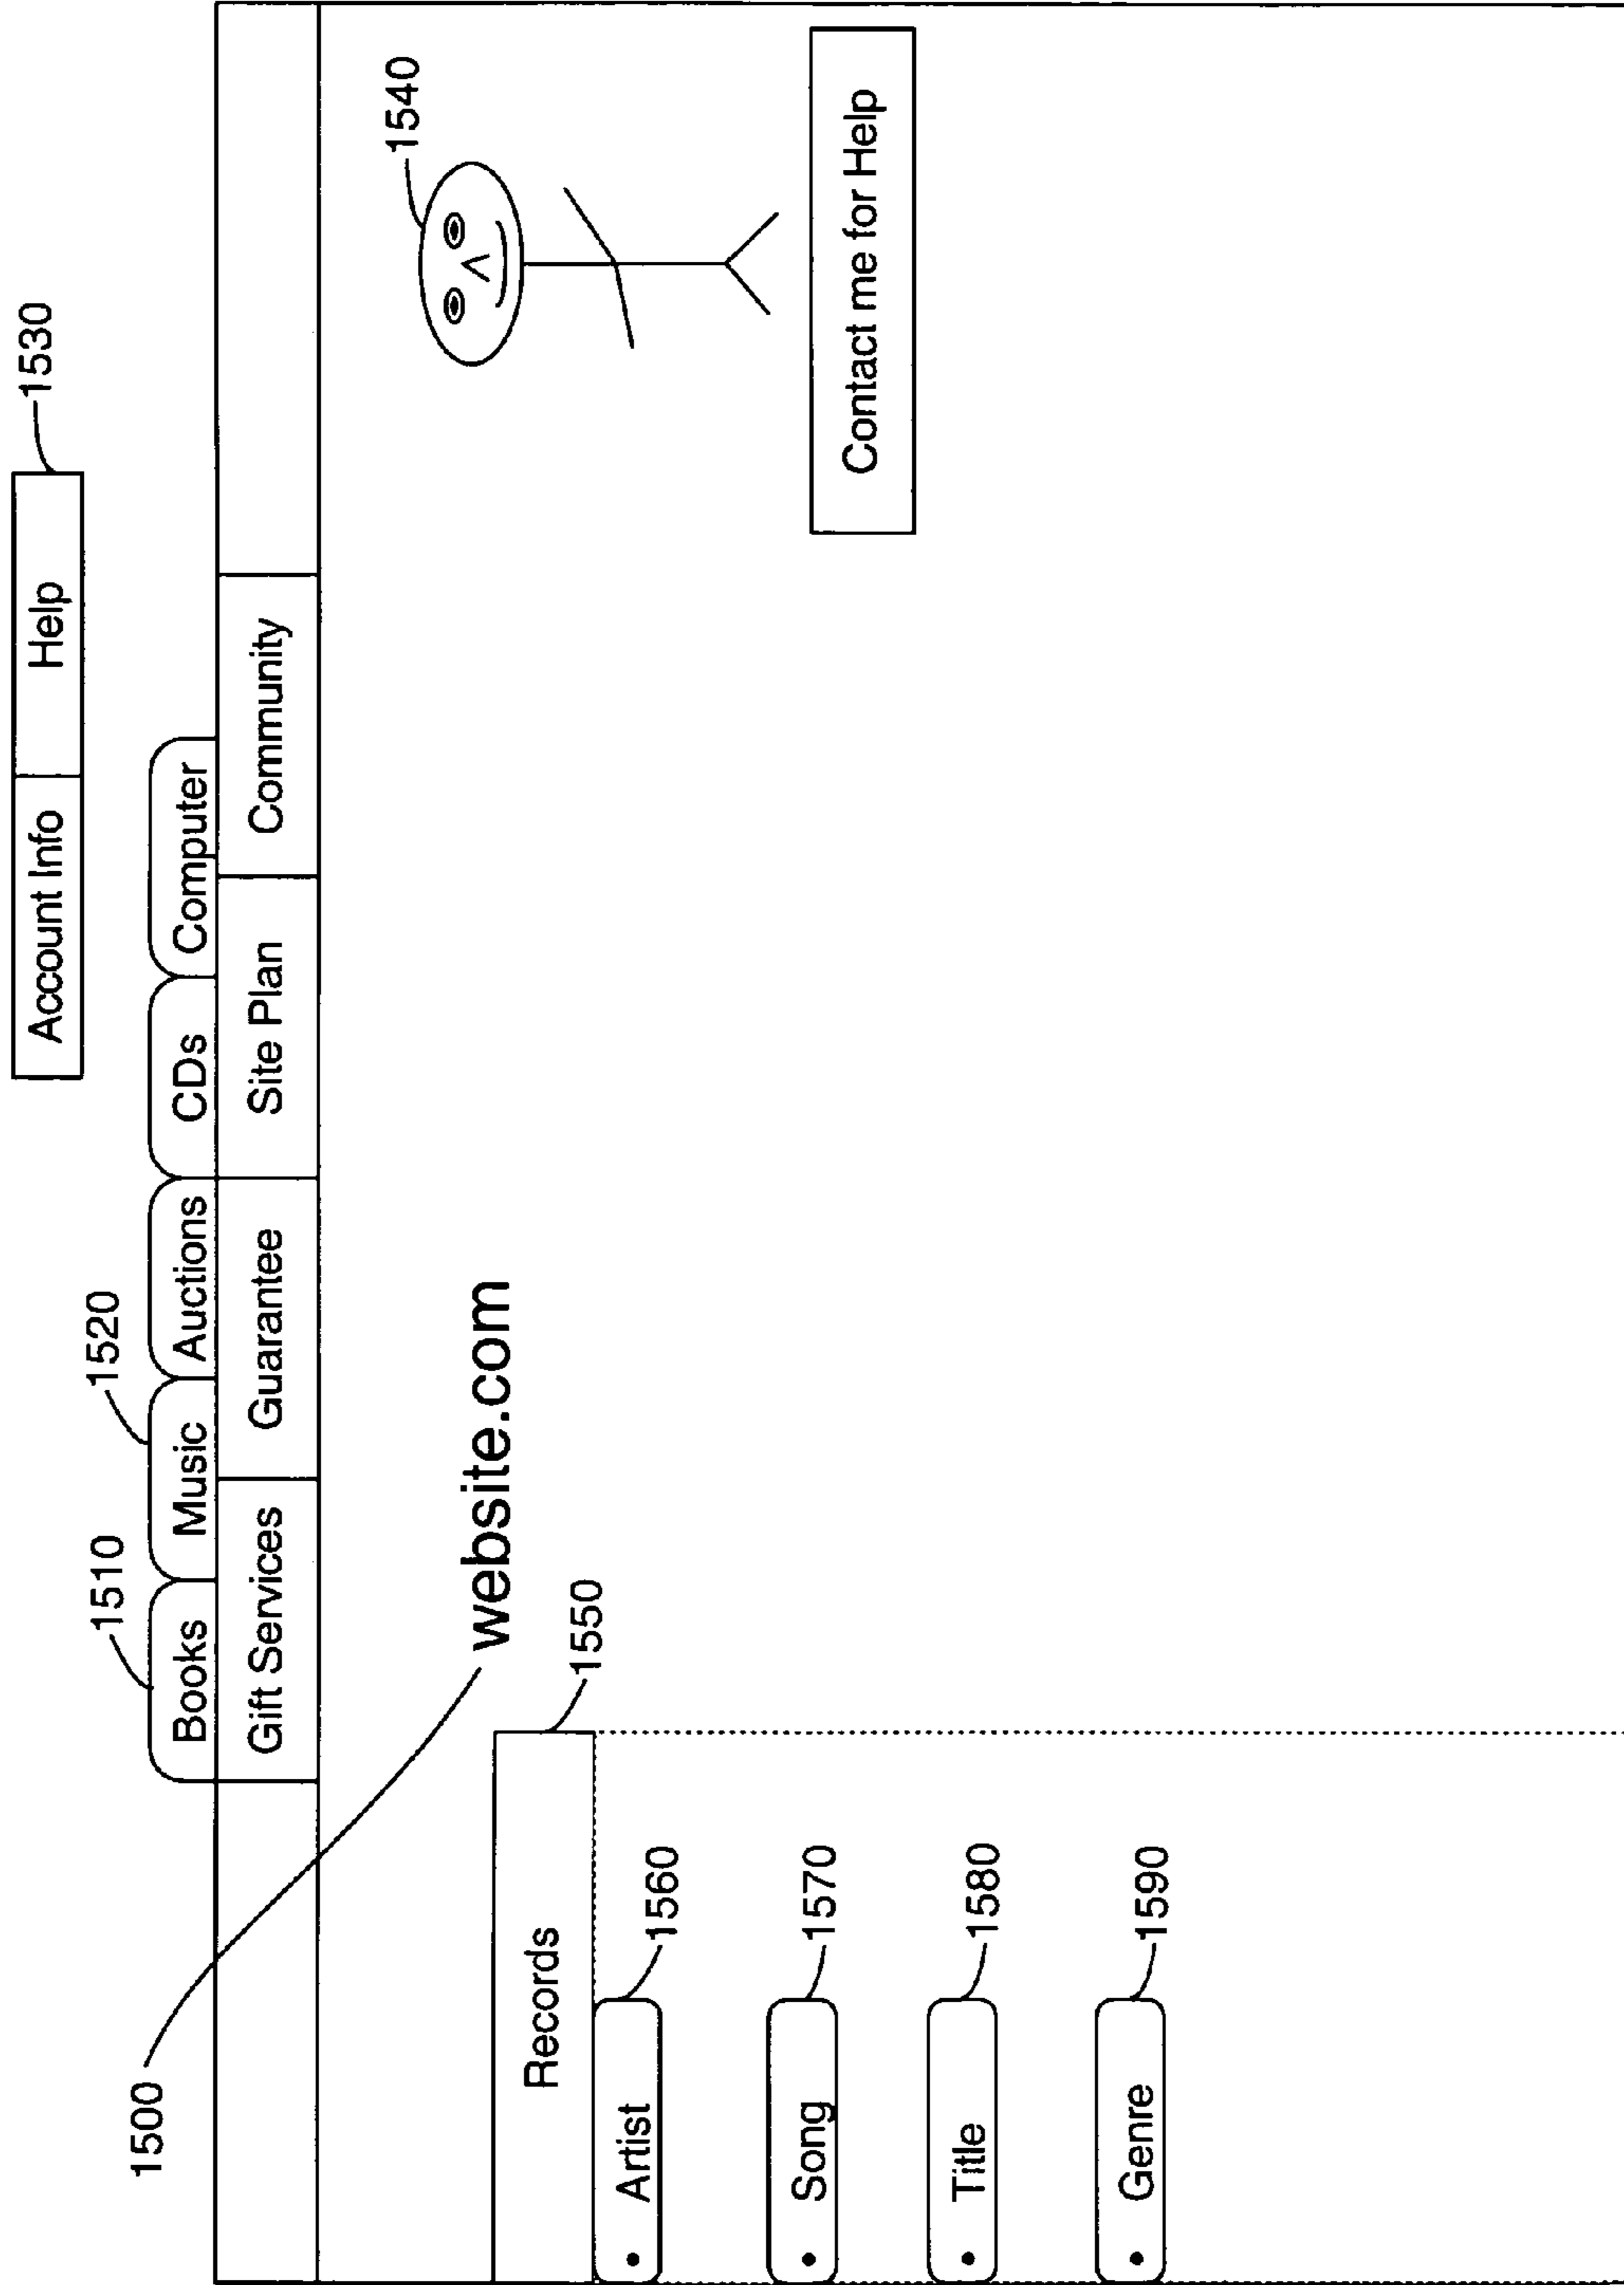 Account Info Help 1530
1510 1520
Books Music Auctions CDs Computer
1500
Gift Services Guarantee Site Plan Community
1540
website.com
Records 1550
• Artist 1560
• Song 1570
Contact me for Help
• Title 1580
• Genre 1590